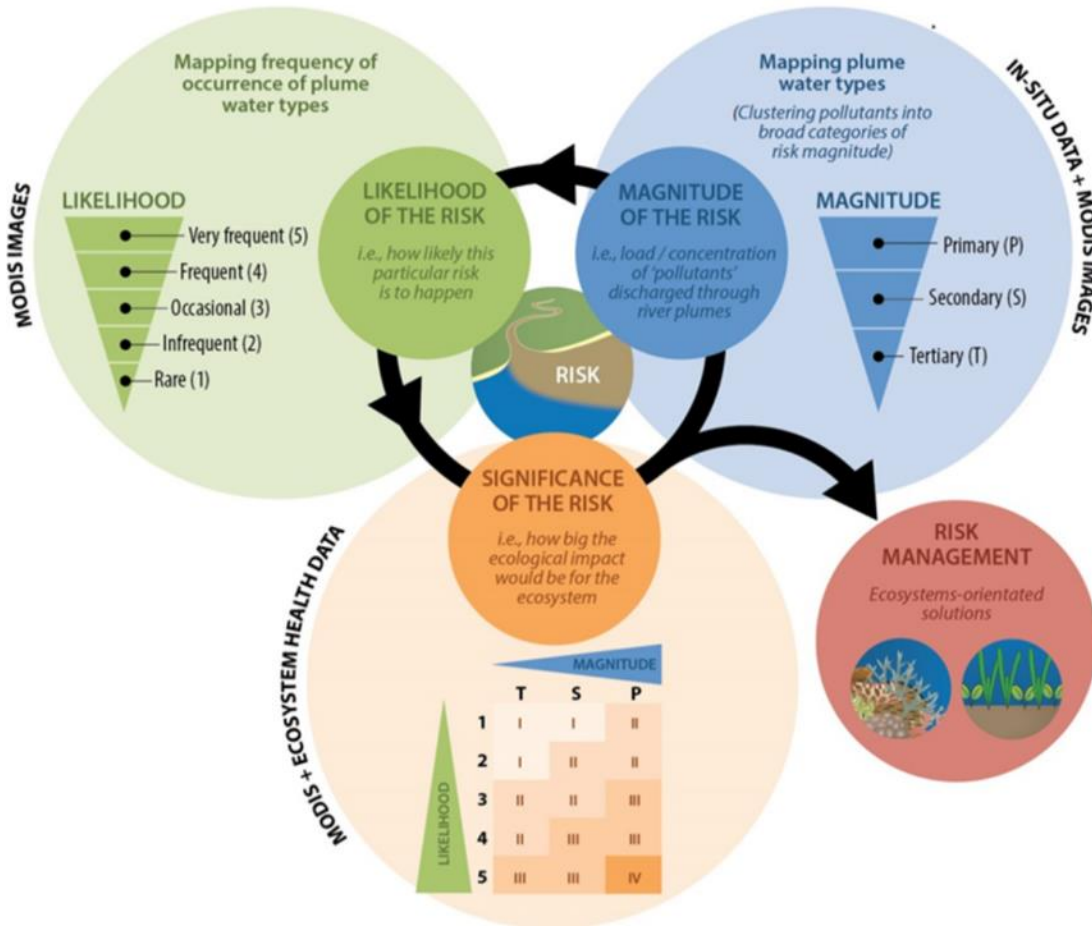 Mapping frequency of
occurrence of plume
water types
LIKELIHOOD
Very frequent (5)
Frequent (4)
Occasional (3)
Infrequent (2)
Rare (1)
MODIS IMAGES
LIKELIHOOD
OF THE RISK
i.e., how likely this
particular risk
is to happen
Mapping plume
water types
(Clustering pollutants into
broad categories of
risk magnitude)
MAGNITUDE
Primary (P)
Secondary (S)
Tertiary (T)
IN-SITU DATA + MODIS IMAGES
MAGNITUDE
OF THE RISK
i.e., load / concentration
of ‘pollutants’
discharged through
river plumes
RISK
SIGNIFICANCE
OF THE RISK
i.e., how big the
ecological impact
would be for the
ecosystem
MODIS + ECOSYSTEM HEALTH DATA
MAGNITUDE
T S P
LIKELIHOOD
1 I I II
2 I II II
3 II II III
4 II III III
5 III III IV
RISK
MANAGEMENT
Ecosystems-orientated
solutions